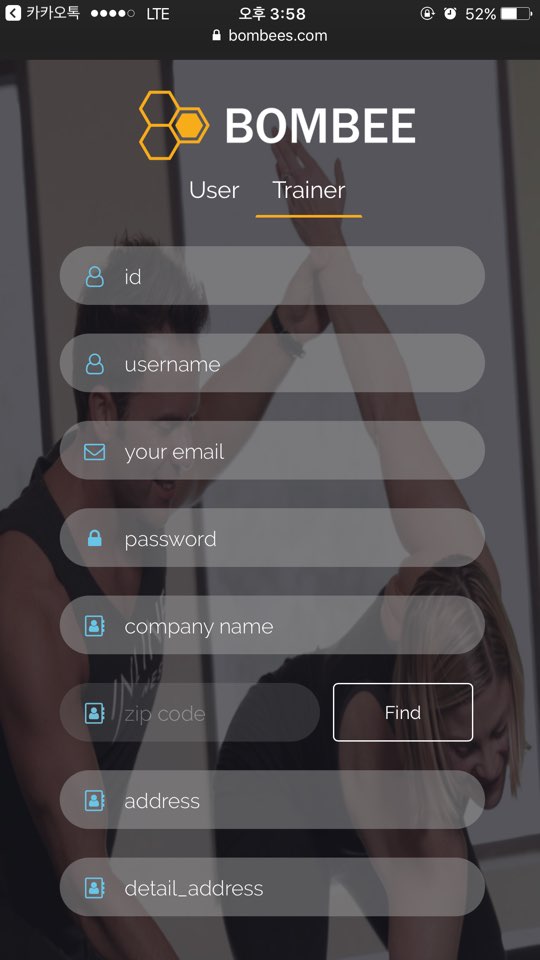 카카오톡 LTE 오후 3:58 52%
bombees.com
BOMBEE
User Trainer
id
username
your email
password
company name
zip code Find
address
detail_address